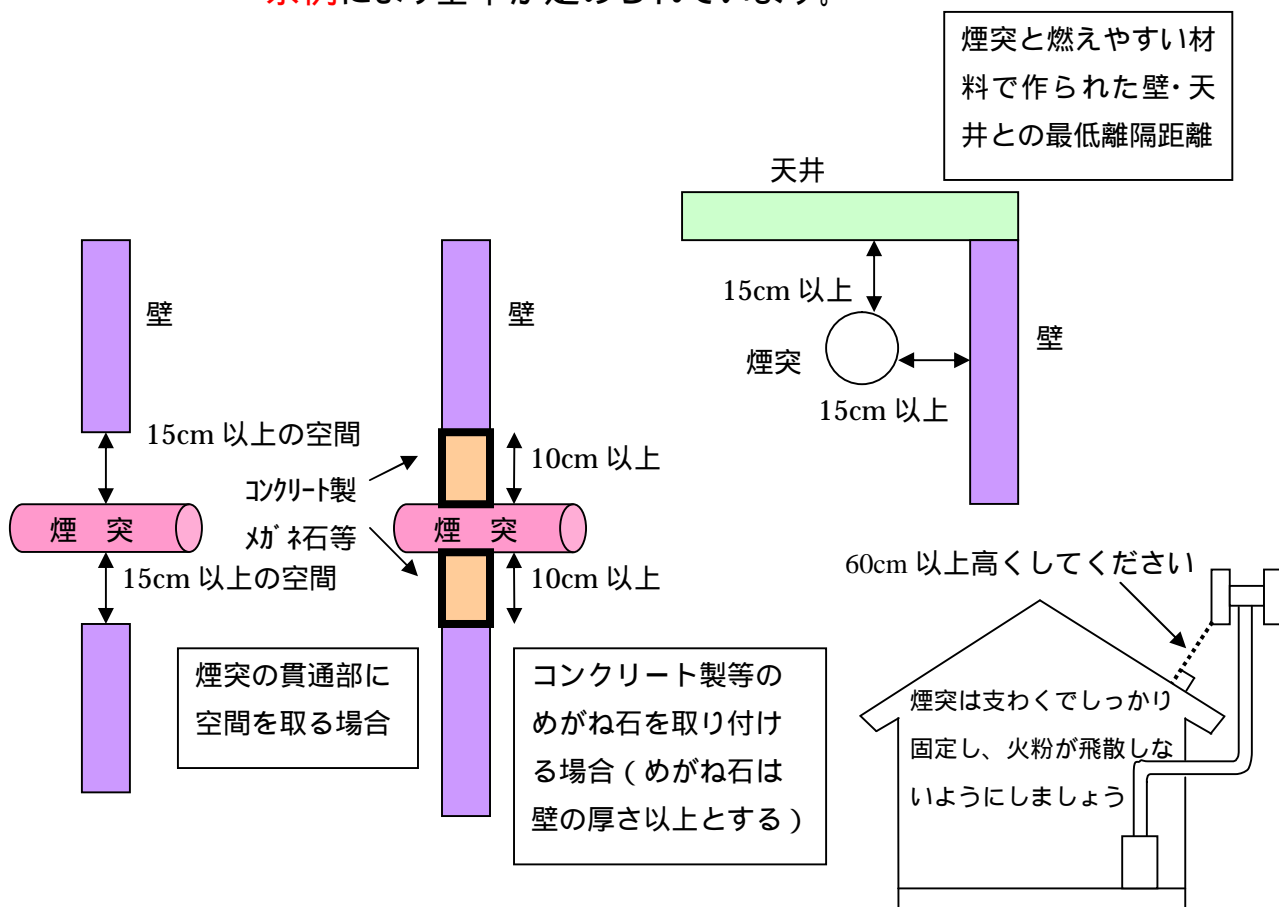 条例により基準が定められています。
煙突と燃えやすい材
料で作られた壁・天
井との最低離隔距離
天井
15cm 以上
煙突
15cm 以上
壁
壁
15cm 以上の空間
煙 突
15cm 以上の空間
煙突の貫通部に
空間を取る場合
壁
10cm 以上
コンクリート製
メガネ石等
煙 突
10cm 以上
コンクリート製等の
めがね石を取り付け
る場合(めがね石は
壁の厚さ以上とする)
60cm 以上高くしてください
煙突は支わくでしっかり
固定し、火粉が飛散しな
いようにしましょう